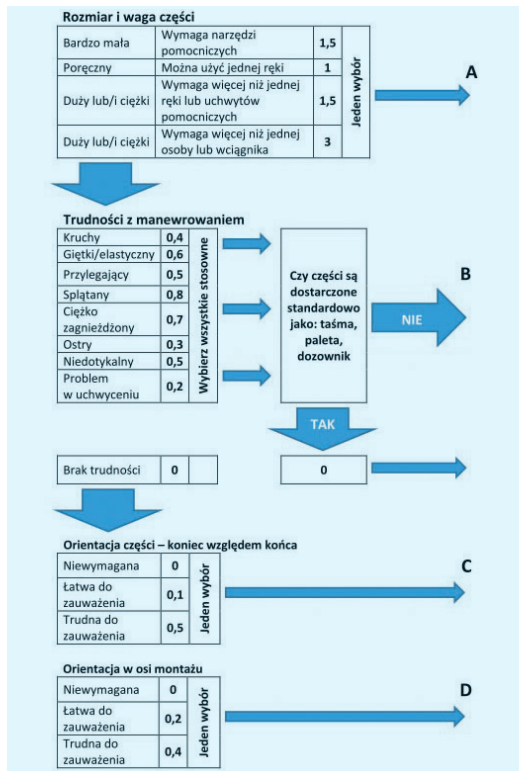 Rozmiar i waga części
Bardzo mała
Wymaga narzędzi
pomocniczych
1,5
Poręczny
Można użyć jednej ręki
1
Duży lub/i ciężki
Wymaga więcej niż jednej
ręki lub uchwytów
pomocniczych
1,5
Duży lub/i ciężki
Wymaga więcej niż jednej
osoby lub wciągnika
3
Jeden wybór
A
Trudności z manewrowaniem
Kruchy
0,4
Giętki/elastyczny
0,6
Przylegający
0,5
Splątany
0,8
Ciężko
zagnieżdżony
0,7
Ostry
0,3
Niedotykalny
0,5
Problem
w uchwyceniu
0,2
Wybierz wszystkie stosowne
Czy części są
dostarczone
standardowo
jako: taśma,
paleta,
dozownik
B
NIE
TAK
Brak trudności
0
0
Orientacja części – koniec względem końca
Niewymagana
0
Łatwa do
zauważenia
0,1
Trudna do
zauważenia
0,5
Jeden wybór
C
Orientacja w osi montażu
Niewymagana
0
Łatwa do
zauważenia
0,2
Trudna do
zauważenia
0,4
Jeden wybór
D